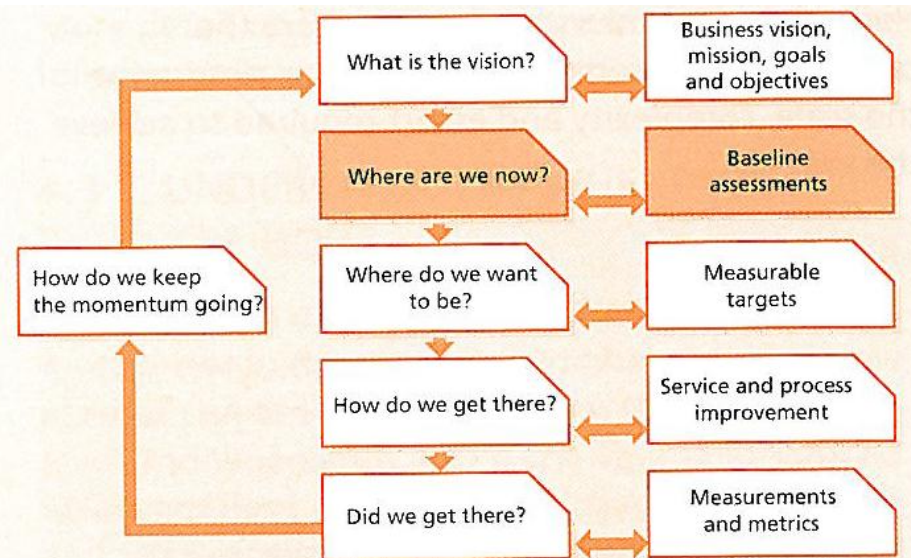 What is the vision?
Business vision,
mission, goals
and objectives
Where are we now?
Baseline
assessments
Where do we want
to be?
Measurable
targets
How do we keep
the momentum going?
How do we get there?
Service and process
improvement
Did we get there?
Measurements
and metrics